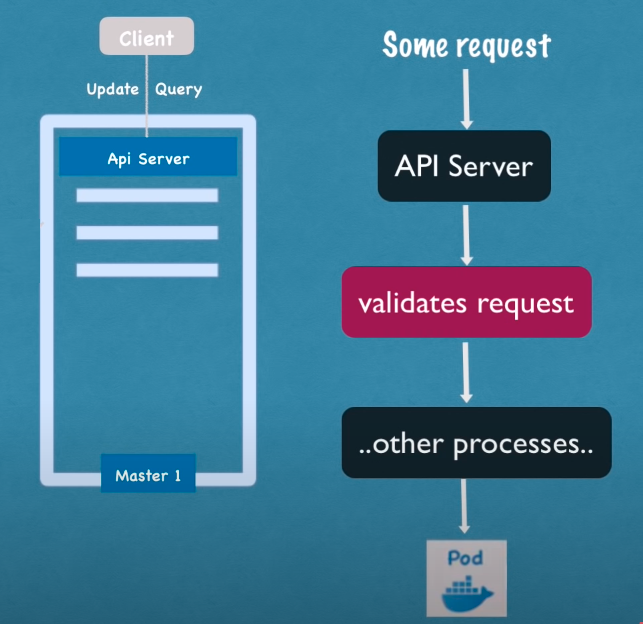 Client
Update Query
Api Server
Master 1
Some request
API Server
validates request
..other processes..
Pod